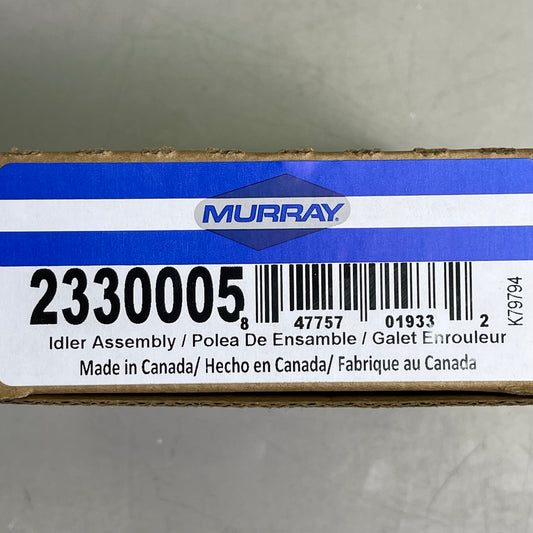 MURRAY
2330005
8 47757 01933 2
K79794
Idler Assembly / Polea De Ensamble / Galet Enrouleur
Made in Canada/ Hecho en Canada/ Fabrique au Canada